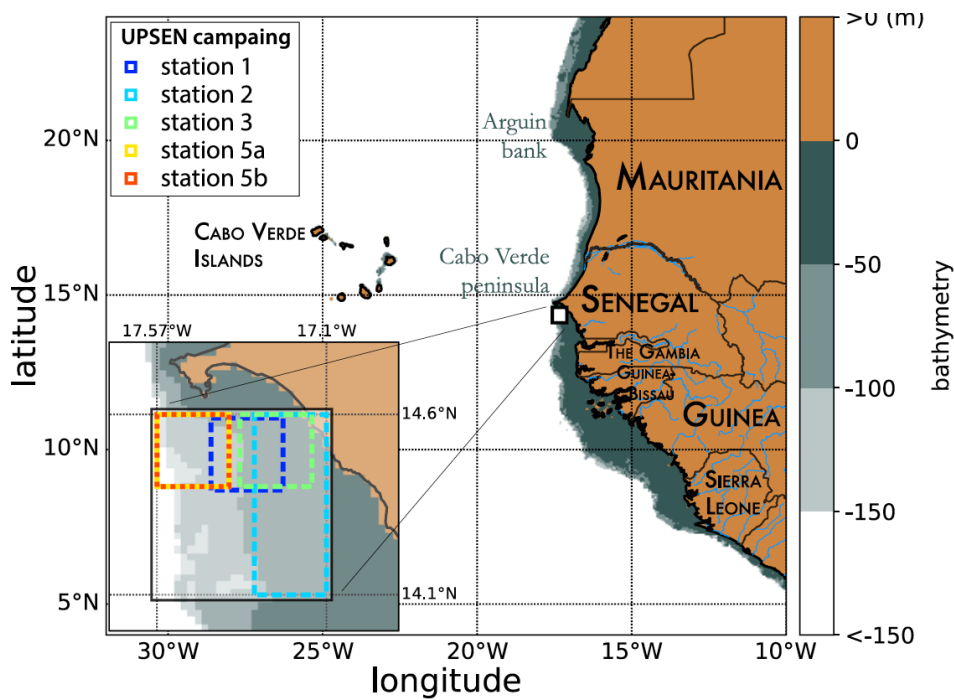 UPSEN campaing
station 1
station 2
station 3
station 5a
station 5b
>0 (m)
0
-50
-100
-150
<-150
bathymetry
20°N
15°N
10°N
5°N
latitude
Arguin
bank
MAURITANIA
CABO VERDE
ISLANDS
Cabo Verde
peninsula
SENEGAL
THE GAMBIA
GUINEA
BISSAU
GUINEA
SIERRA
LEONE
17.57°W
17.1°W
14.6°N
14.1°N
30°W
25°W
20°W
15°W
10°W
longitude